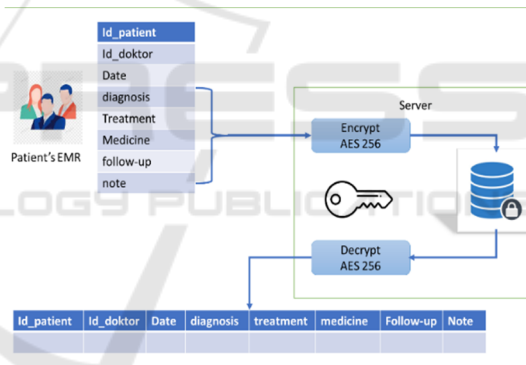 Id_patient
Id_doktor
Date
diagnosis
Treatment
Medicine
follow-up
note
Patient's EMR
Server
Encrypt
AES 256
Decrypt
AES 256
Id_patient Id_doktor Date diagnosis treatment medicine Follow-up Note